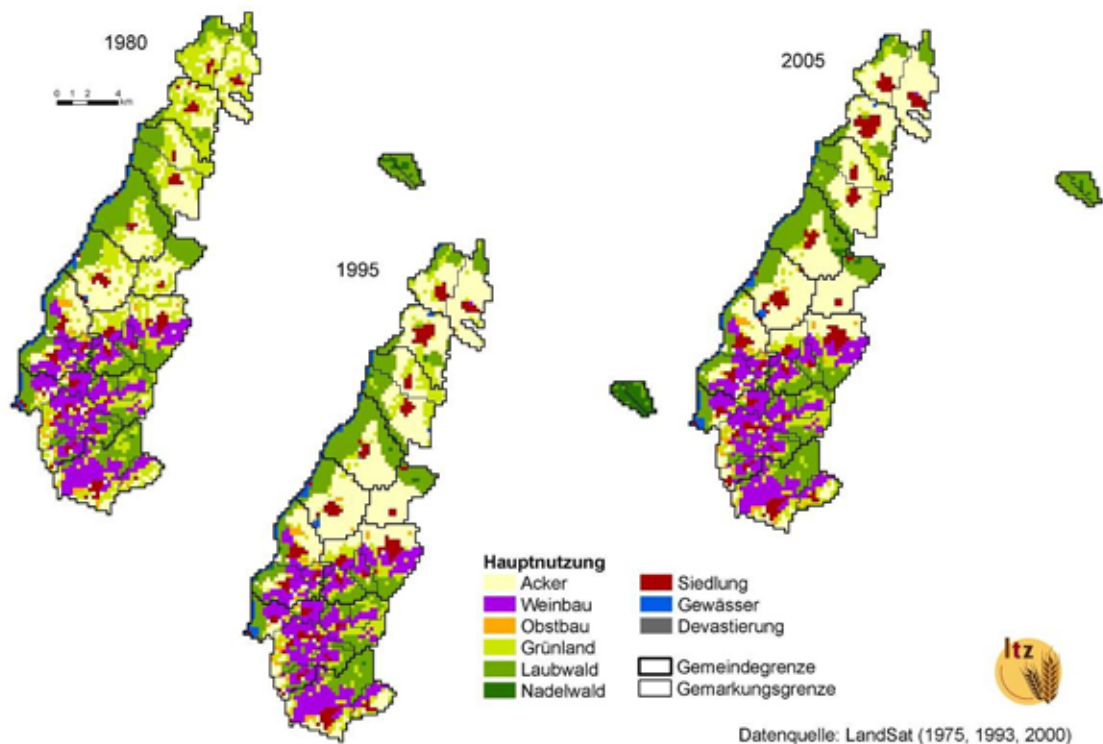 1980
0 1 2 4
km
2005
1995
Hauptnutzung
Acker
Weinbau
Obstbau
Grünland
Laubwald
Nadelwald
Siedlung
Gewässer
Devastierung
Gemeindegrenze
Gemarkungsgrenze
ltz
Datenquelle: LandSat (1975, 1993, 2000)